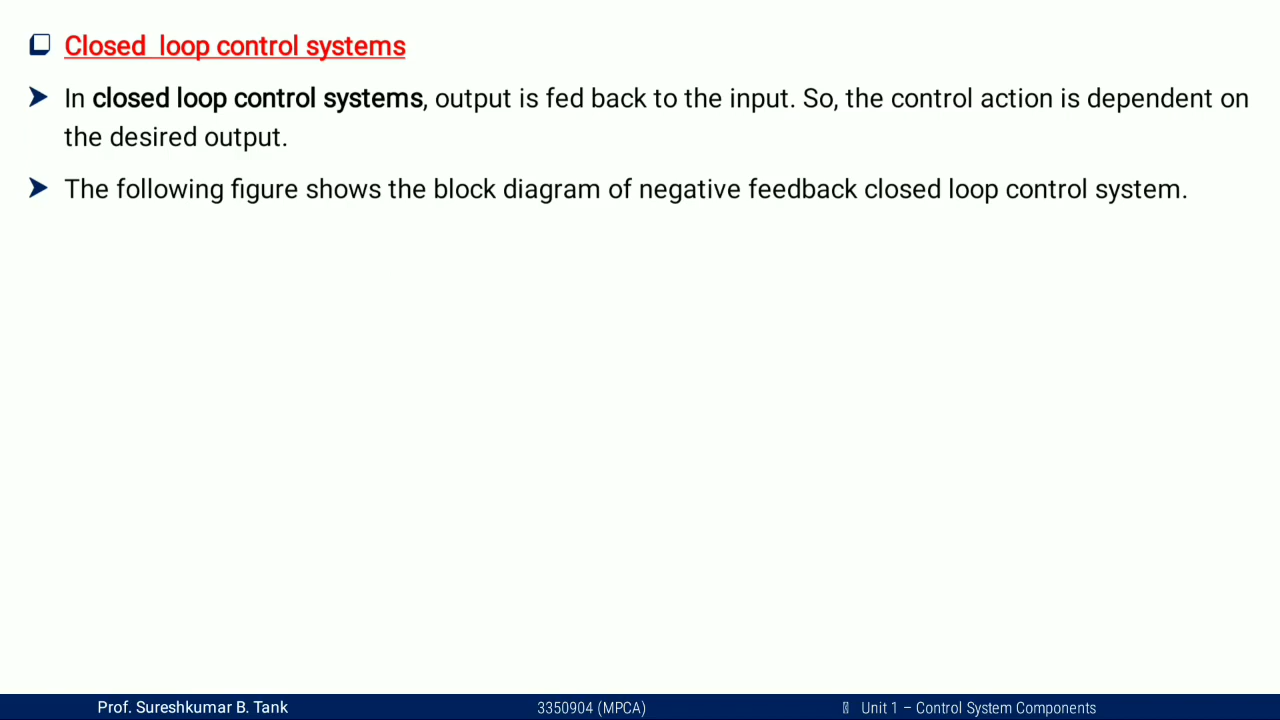 Closed loop control systems
In closed loop control systems, output is fed back to the input. So, the control action is dependent on
the desired output.
The following figure shows the block diagram of negative feedback closed loop control system.
Prof. Sureshkumar B. Tank 3350904 (MPCA) Unit 1 – Control System Components